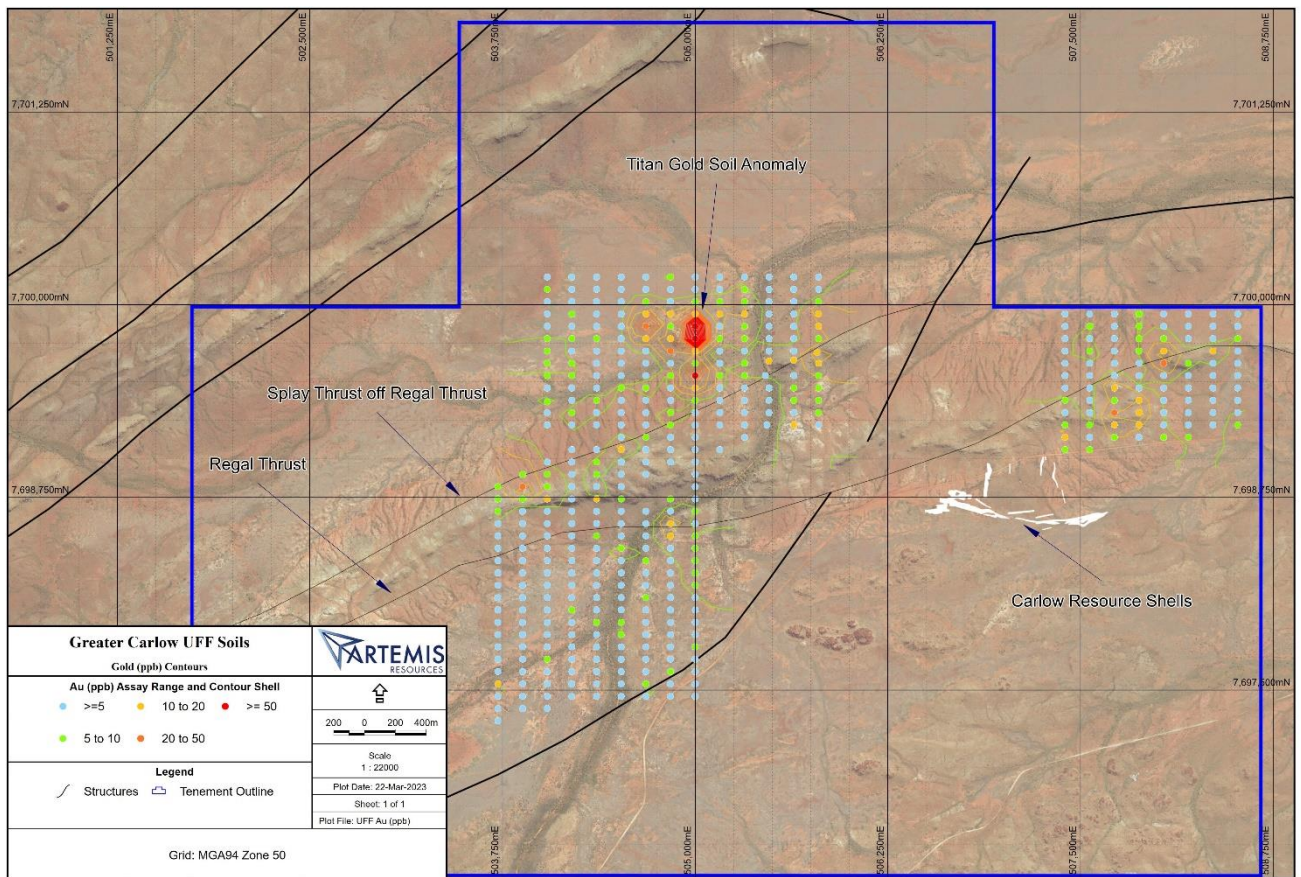 501,250mE
502,500mE
503,750mE
505,000mE
506,250mE
507,500mE
508,750mE
7,701,250mN
7,701,250mN
Titan Gold Soil Anomaly
7,700,000mN
7,700,000mN
Splay Thrust off Regal Thrust
Regal Thrust
7,698,750mN
7,698,750mN
Carlow Resource Shells
7,697,500mN
503,750mE
505,000mE
506,250mE
507,500mE
508,750mE
Greater Carlow UFF Soils
Gold (ppb) Contours
Au (ppb) Assay Range and Contour Shell
>=5
10 to 20
>= 50
5 to 10
20 to 50
Legend
Structures
Tenement Outline
Grid: MGA94 Zone 50
ARTEMIS
RESOURCES
200 0 200 400m
Scale
1 : 22000
Plot Date: 22-Mar-2023
Sheet: 1 of 1
Plot File: UFF Au (ppb)